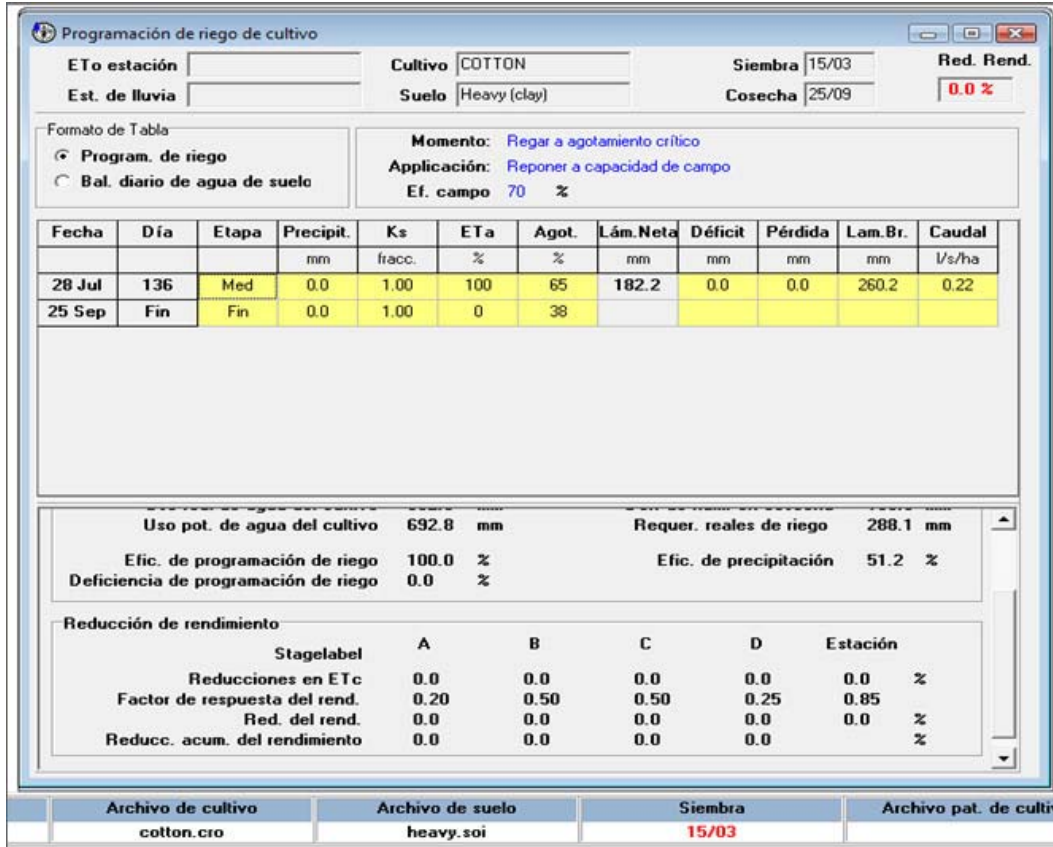 Programación de riego de cultivo
ETo estación Cultivo COTTON Siembra 15/03 Red. Rend.
Est. de lluvia Suelo Heavy (clay) Cosecha 25/09 0.0 %
Formato de Tabla
Program. de riego
Bal. diario de agua de suelo
Momento: Regar a agotamiento crítico
Applicación: Reponer a capacidad de campo
Ef. campo 70 %
Fecha Día Etapa Precipit. Ks ETa Agot. Lám.Neta Déficit Pérdida Lam.Br. Caudal
mm fracc. % % mm mm mm mm l/s/ha
28 Jul 136 Med 0.0 1.00 100 65 182.2 0.0 0.0 260.2 0.22
25 Sep Fin Fin 0.0 1.00 0 38
Uso pot. de agua del cultivo 692.8 mm Requer. reales de riego 288.1 mm
Efic. de programación de riego 100.0 % Efic. de precipitación 51.2 %
Deficiencia de programación de riego 0.0 %
Reducción de rendimiento
Stagelabel A B C D Estación
Reducciones en ETc 0.0 0.0 0.0 0.0 0.0 %
Factor de respuesta del rend. 0.20 0.50 0.50 0.25 0.85
Red. del rend. 0.0 0.0 0.0 0.0 0.0 %
Reducc. acum. del rendimiento 0.0 0.0 0.0 0.0 %
Archivo de cultivo Archivo de suelo Siembra Archivo pat. de culti
cotton.cro heavy.soi 15/03